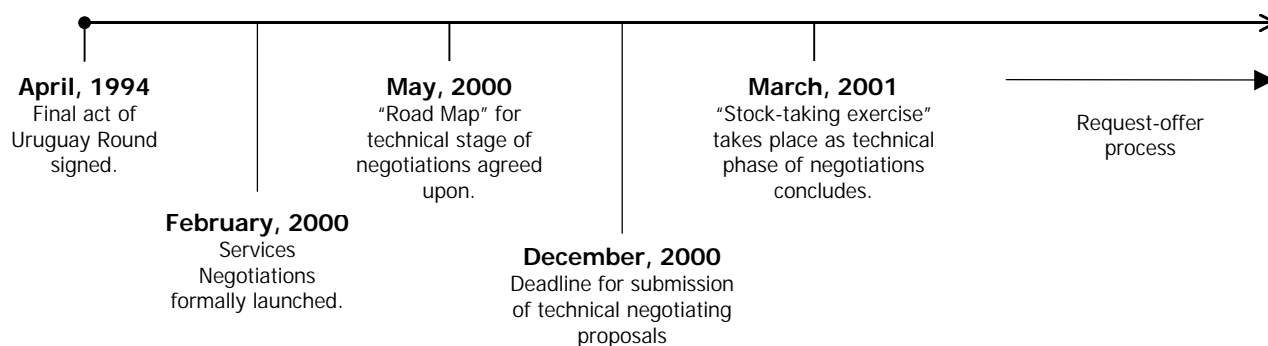 April, 1994
Final act of
Uruguay Round
signed.
February, 2000
Services
Negotiations
formally launched.
May, 2000
“Road Map” for
technical stage of
negotiations agreed
upon.
December, 2000
Deadline for submission
of technical negotiating
proposals
March, 2001
“Stock-taking exercise”
takes place as technical
phase of negotiations
concludes.
Request-offer
process